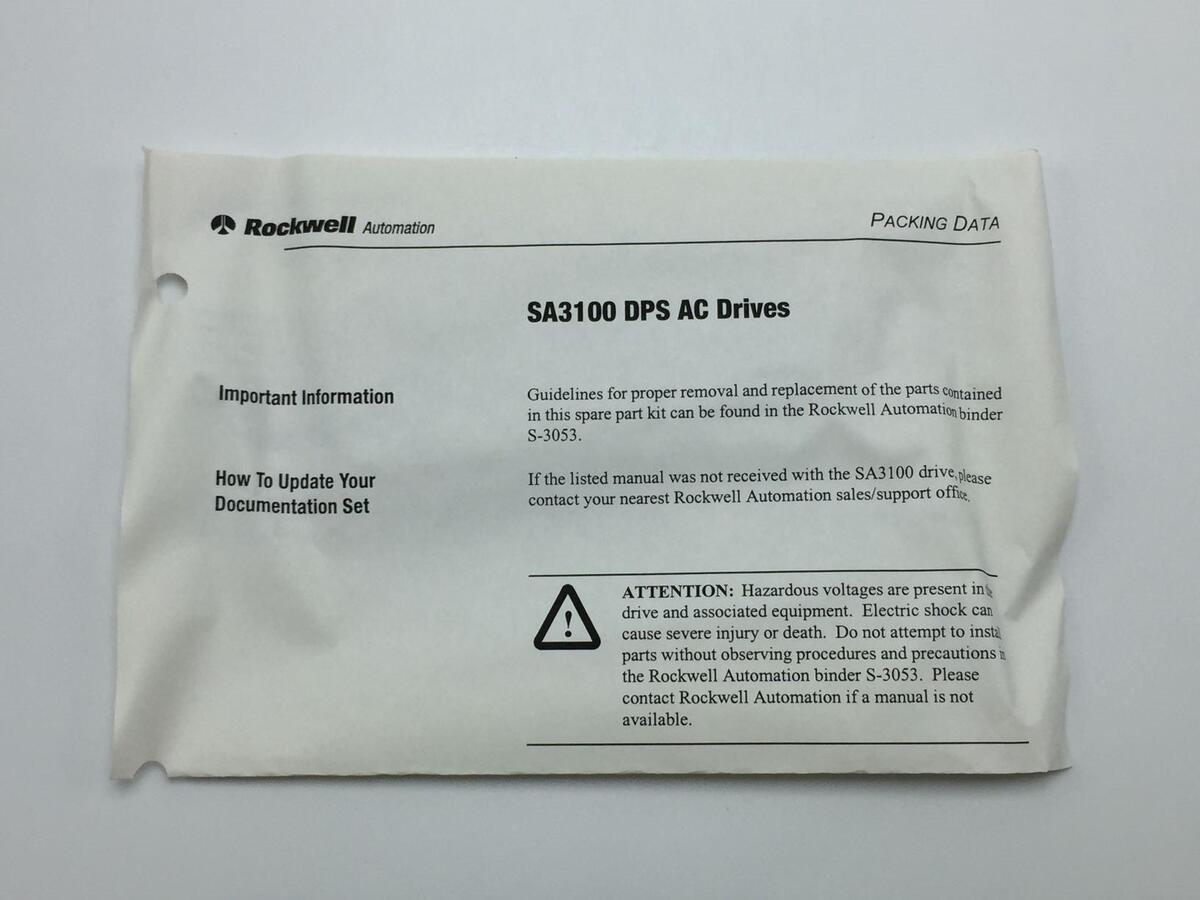 Rockwell Automation
PACKING DATA
SA3100 DPS AC Drives
Important Information
Guidelines for proper removal and replacement of the parts contained
in this spare part kit can be found in the Rockwell Automation binder
S-3053.
How To Update Your
Documentation Set
If the listed manual was not received with the SA3100 drive, please
contact your nearest Rockwell Automation sales/support office.
ATTENTION: Hazardous voltages are present in the
drive and associated equipment. Electric shock can
cause severe injury or death. Do not attempt to install
parts without observing procedures and precautions in
the Rockwell Automation binder S-3053. Please
contact Rockwell Automation if a manual is not
available.